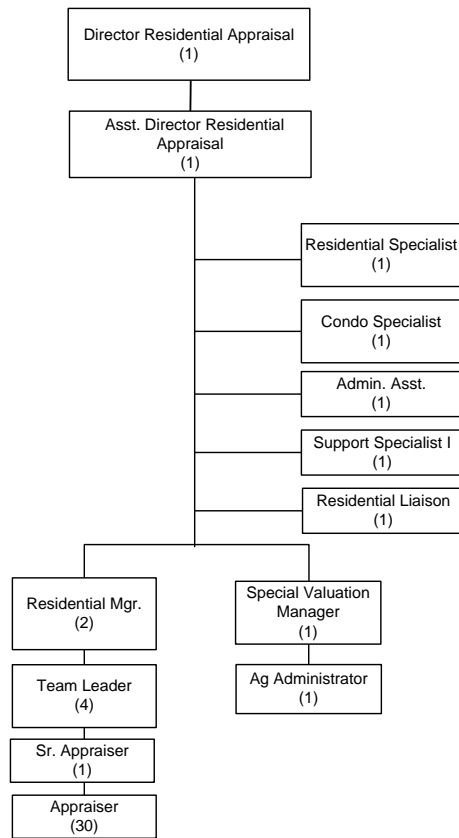 Director Residential Appraisal
(1)
Asst. Director Residential
Appraisal
(1)
Residential Specialist
(1)
Condo Specialist
(1)
Admin. Asst.
(1)
Support Specialist I
(1)
Residential Liaison
(1)
Residential Mgr.
(2)
Special Valuation
Manager
(1)
Team Leader
(4)
Ag Administrator
(1)
Sr. Appraiser
(1)
Appraiser
(30)